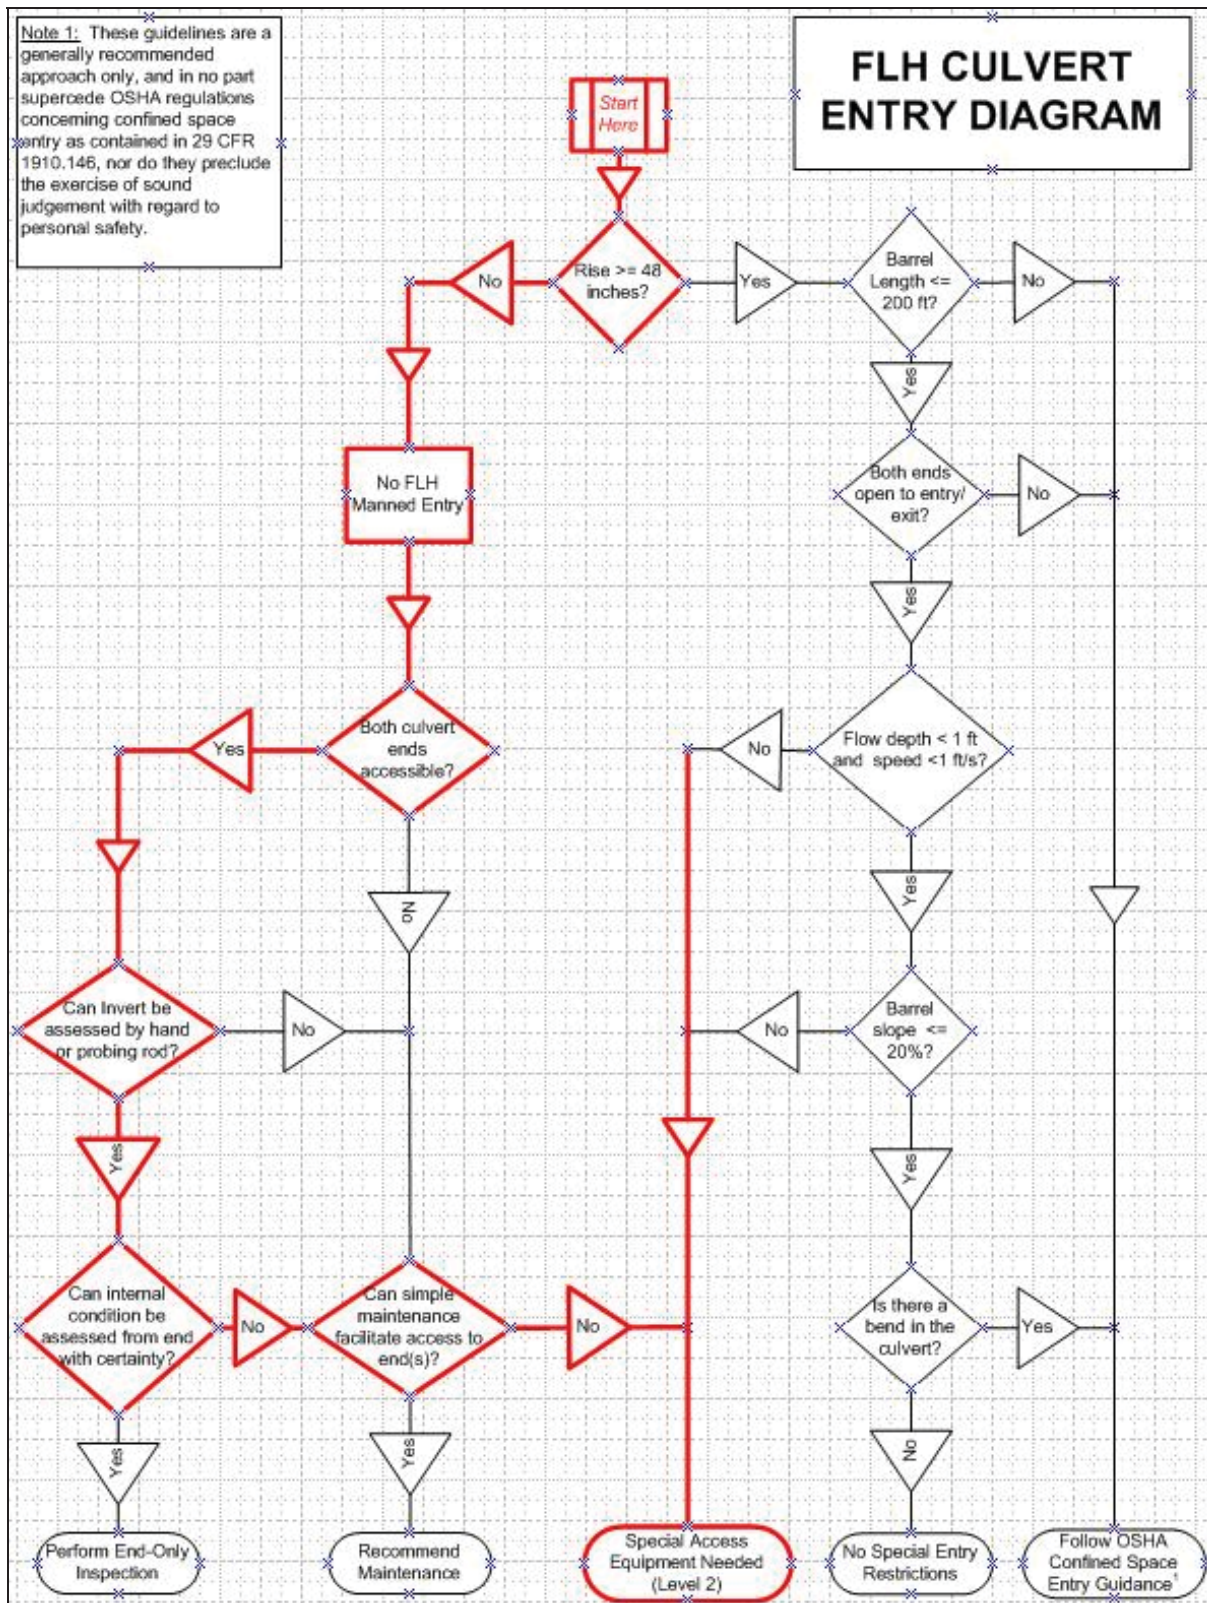 Note 1: These guidelines are a
generally recommended
approach only, and in no part
supercede OSHA regulations
concerning confined space
entry as contained in 29 CFR
1910.146, nor do they preclude
the exercise of sound
judgement with regard to
personal safety.
FLH CULVERT
ENTRY DIAGRAM
Start
Here
Rise >= 48
inches?
No
Yes
Barrel
Length <=
200 ft?
No
Yes
No FLH
Manned Entry
Both ends
open to entry/
exit?
No
Yes
Both culvert
ends
accessible?
Yes
No
Flow depth < 1 ft
and speed <1 ft/s?
No
Yes
Can Invert be
assessed by hand
or probing rod?
No
Yes
Barrel
slope <=
20%?
No
Yes
Can internal
condition be
assessed from end
with certainty?
No
Yes
Can simple
maintenance
facilitate access to
end(s)?
No
Yes
Is there a
bend in the
culvert?
Yes
No
Perform End-Only
Inspection
Recommend
Maintenance
Special Access
Equipment Needed
(Level 2)
No Special Entry
Restrictions
Follow OSHA
Confined Space
Entry Guidance¹